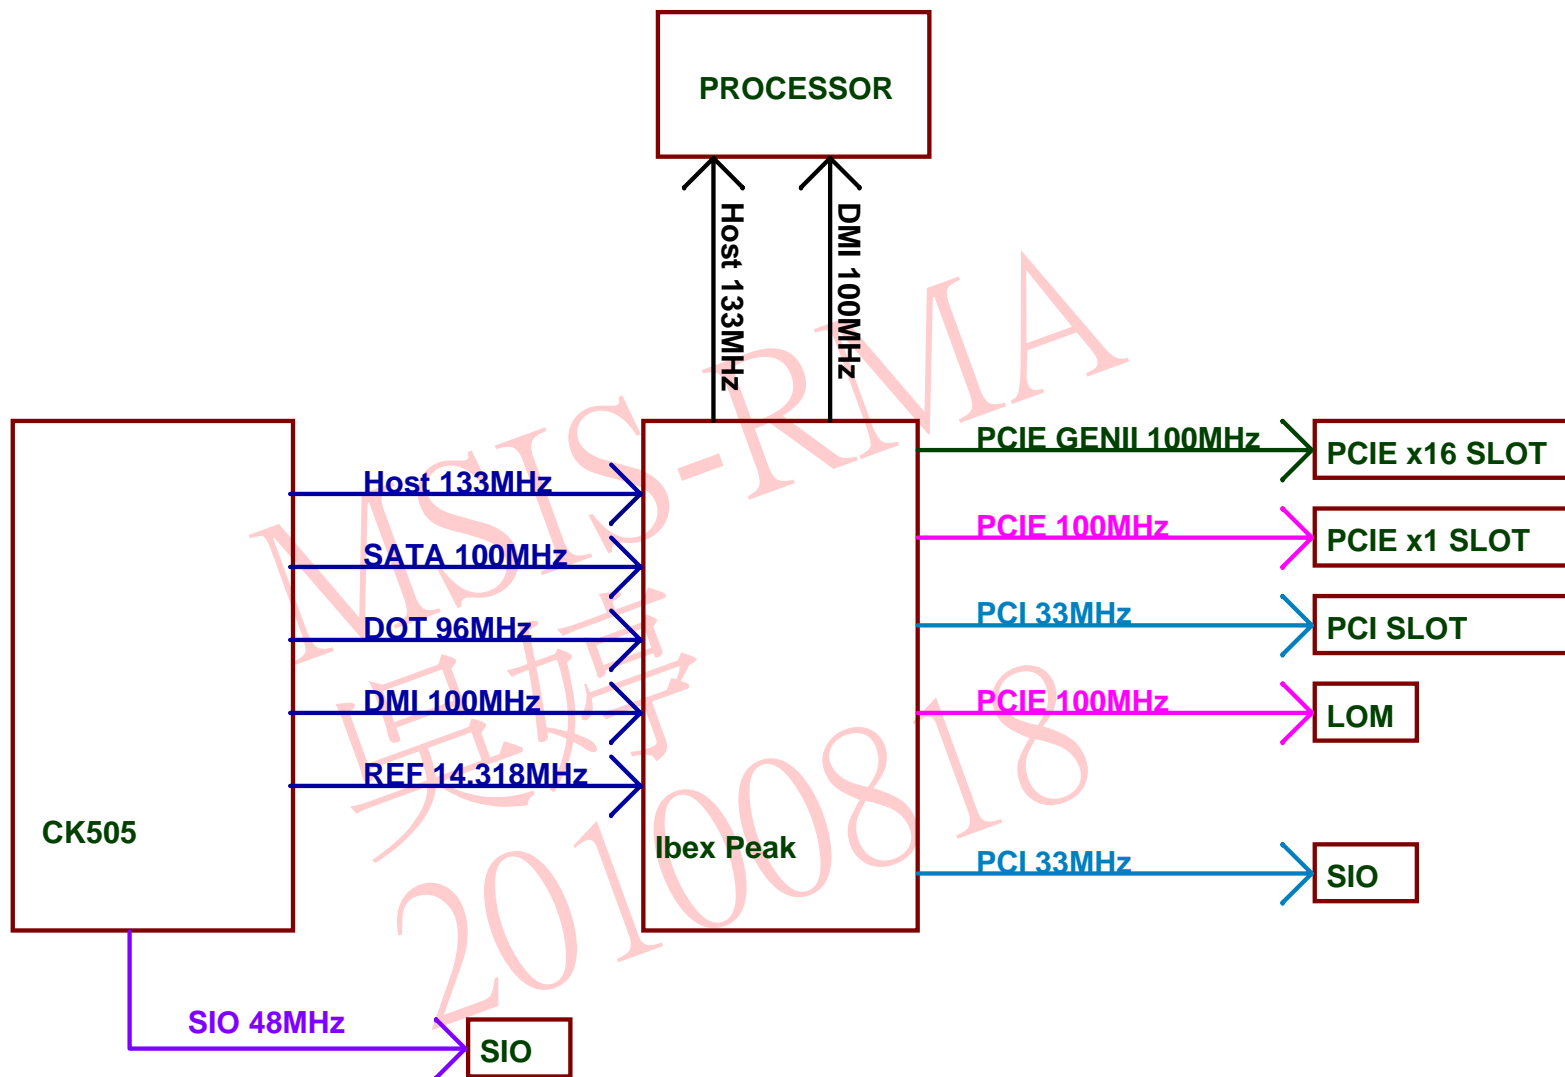 PROCESSOR
Host 133MHz
DMI 100MHz
MSIS-RMA
吳婷
20100818
CK505
Host 133MHz
SATA 100MHz
DOT 96MHz
DMI 100MHz
REF 14.318MHz
Ibex Peak
PCIE GENII 100MHz
PCIE x16 SLOT
PCIE 100MHz
PCIE x1 SLOT
PCI 33MHz
PCI SLOT
PCIE 100MHz
LOM
PCI 33MHz
SIO
SIO 48MHz
SIO